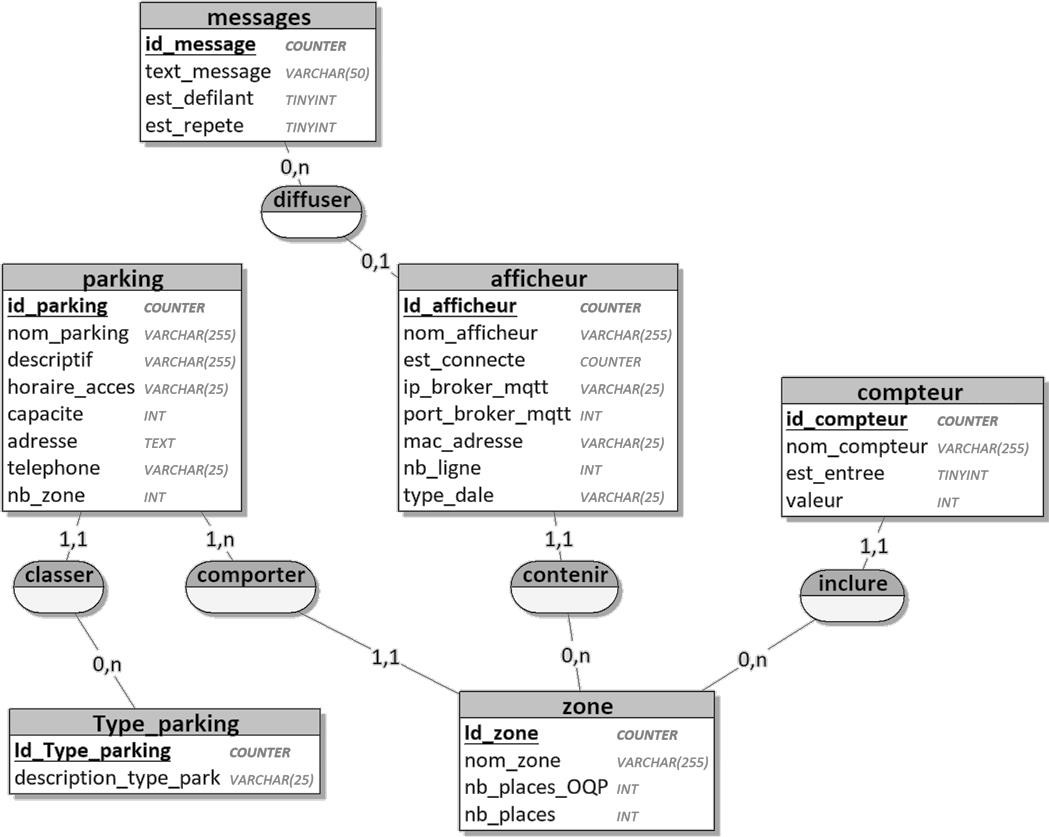 messages
id_message COUNTER
text_message VARCHAR(50)
est_defilant TINYINT
est_repete TINYINT
0,n
diffuser
0,1
parking
id_parking COUNTER
nom_parking VARCHAR(255)
descriptif VARCHAR(255)
horaire_acces VARCHAR(25)
capacite INT
adresse TEXT
telephone VARCHAR(25)
nb_zone INT
afficheur
Id_afficheur COUNTER
nom_afficheur VARCHAR(255)
est_connecte COUNTER
ip_broker_mqtt VARCHAR(25)
port_broker_mqtt INT
mac_adresse VARCHAR(25)
nb_ligne INT
type_dale VARCHAR(25)
compteur
id_compteur COUNTER
nom_compteur VARCHAR(255)
est_entree TINYINT
valeur INT
1,1 1,n 1,1 1,1
classer comporter contenir inclure
0,n 1,1 0,n 0,n
Type_parking
Id_Type_parking COUNTER
description_type_park VARCHAR(25)
zone
Id_zone COUNTER
nom_zone VARCHAR(255)
nb_places_OQP INT
nb_places INT